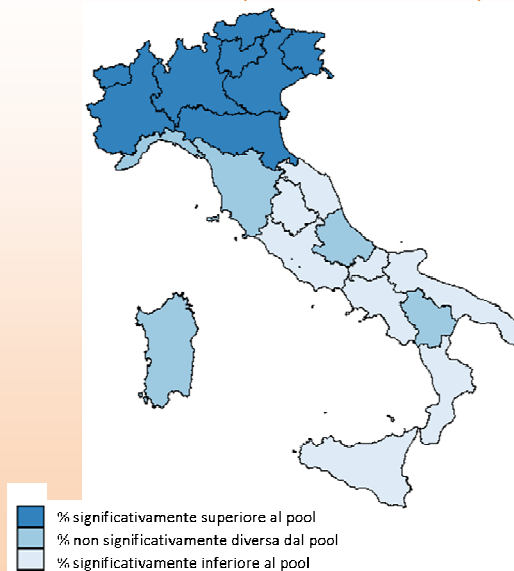 % significativamente superiore al pool
% non significativamente diversa dal pool
% significativamente inferiore al pool